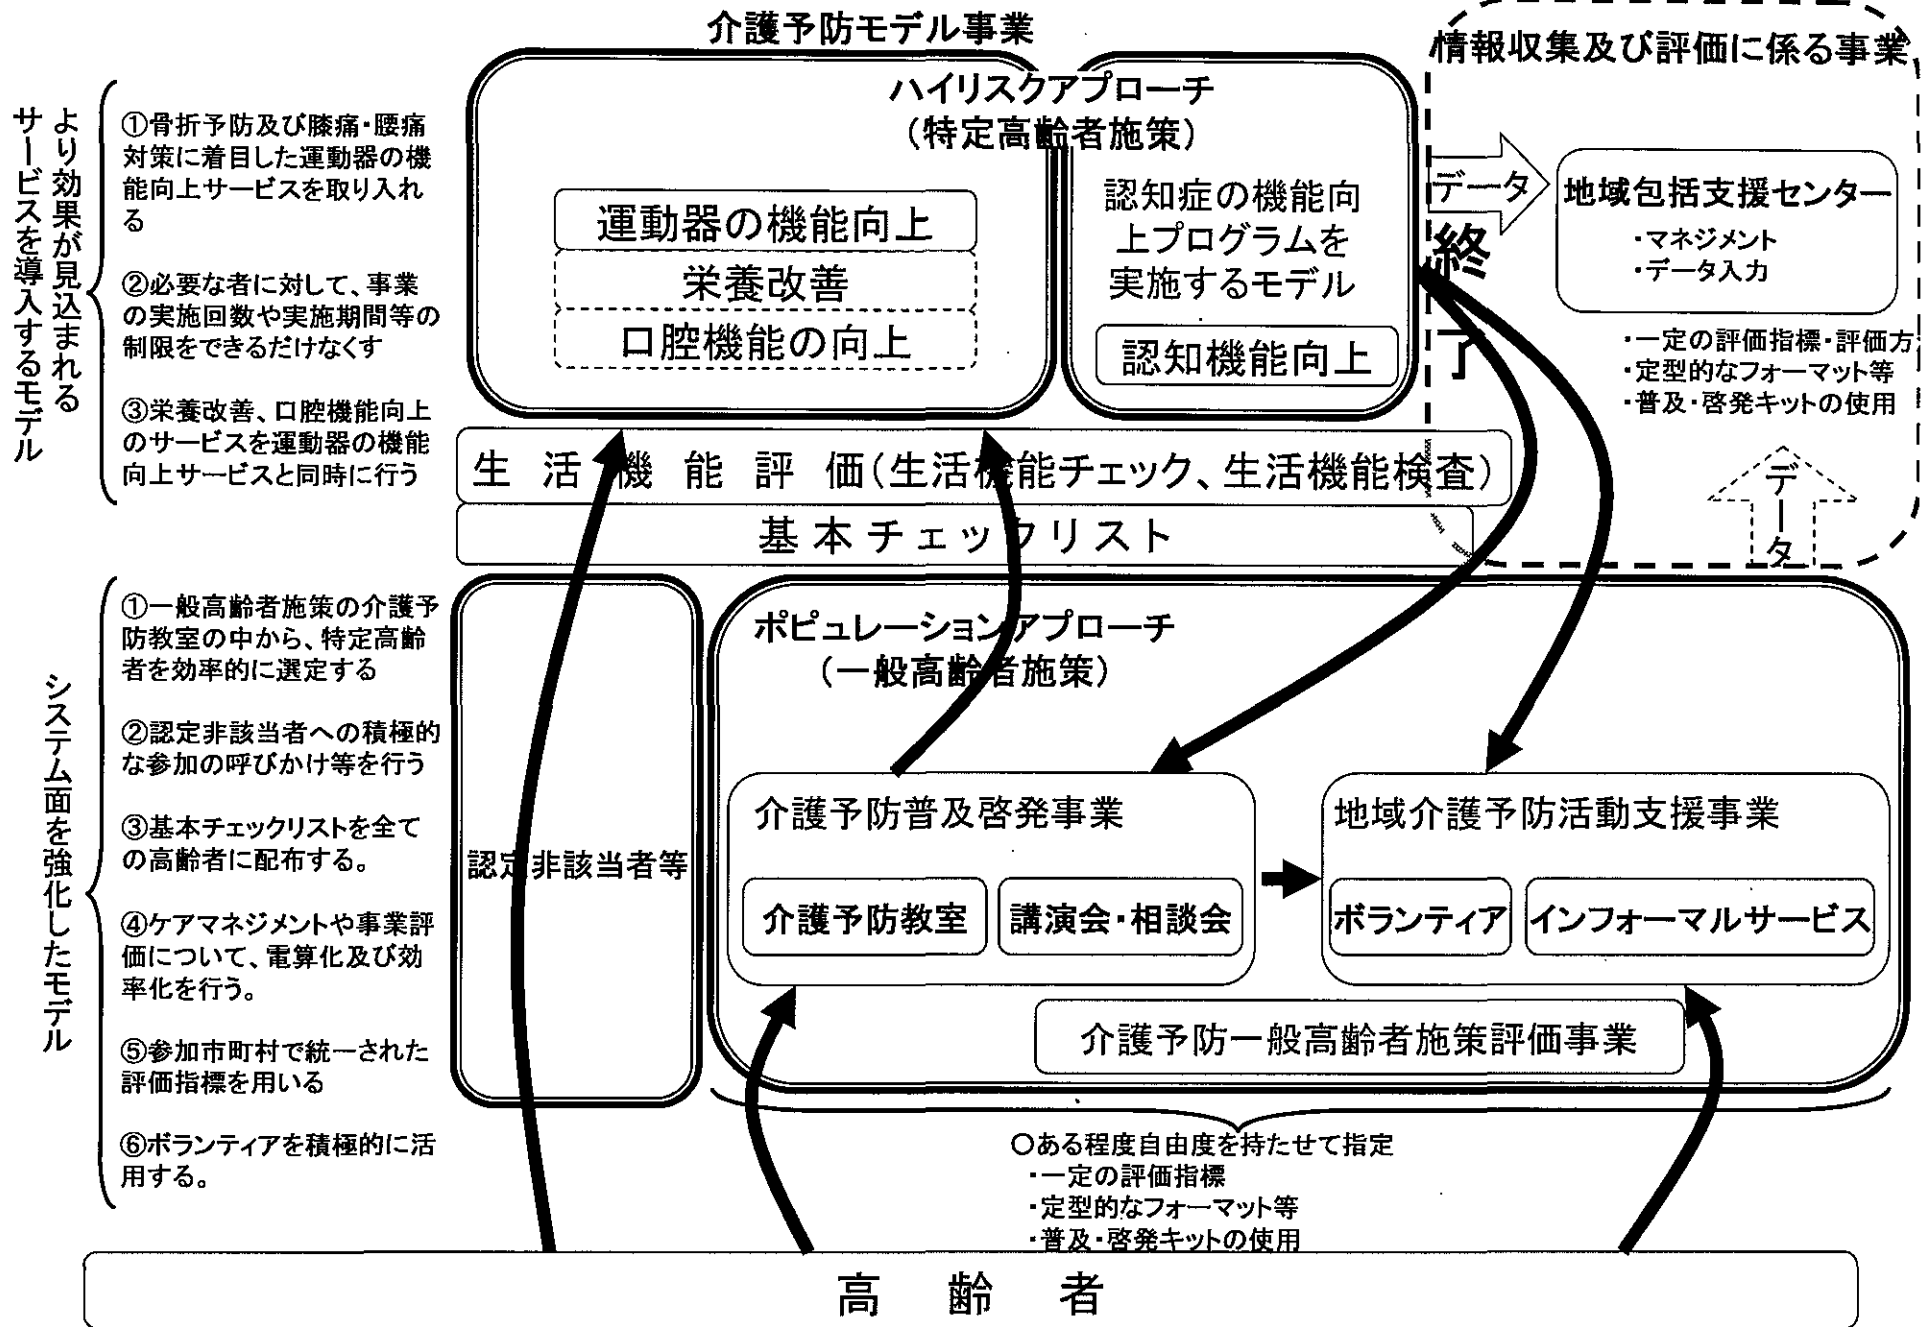 介護予防モデル事業
情報収集及び評価に係る事業
より効果が見込まれる
サービスを導入するモデル
①骨折予防及び膝痛・腰痛
対策に着目した運動器の機
能向上サービスを取り入れ
る
②必要な者に対して、事業
の実施回数や実施期間等の
制限をできるだけなくす
③栄養改善、口腔機能向上
のサービスを運動器の機能
向上サービスと同時に行う
ハイリスクアプローチ
（特定高齢者施策）
運動器の機能向上
栄養改善
口腔機能の向上
認知症の機能向
上プログラムを
実施するモデル
認知機能向上
データ
終
了
地域包括支援センター
・マネジメント
・データ入力
・一定の評価指標・評価方
・定型的なフォーマット等
・普及・啓発キットの使用
データ
生活機能評価（生活機能チェック、生活機能検査）
基本チェックリスト
システム面を強化したモデル
①一般高齢者施策の介護予
防教室の中から、特定高齢
者を効率的に選定する
②認定非該当者への積極的
な参加の呼びかけ等を行う
③基本チェックリストを全て
の高齢者に配布する。
④ケアマネジメントや事業評
価について、電算化及び効
率化を行う。
⑤参加市町村で統一された
評価指標を用いる
⑥ボランティアを積極的に活
用する。
認定非該当者等
ポピュレーションアプローチ
（一般高齢者施策）
介護予防普及啓発事業
介護予防教室
講演会・相談会
地域介護予防活動支援事業
ボランティア
インフォーマルサービス
介護予防一般高齢者施策評価事業
〇ある程度自由度を持たせて指定
・一定の評価指標
・定型的なフォーマット等
・普及・啓発キットの使用
高齢者